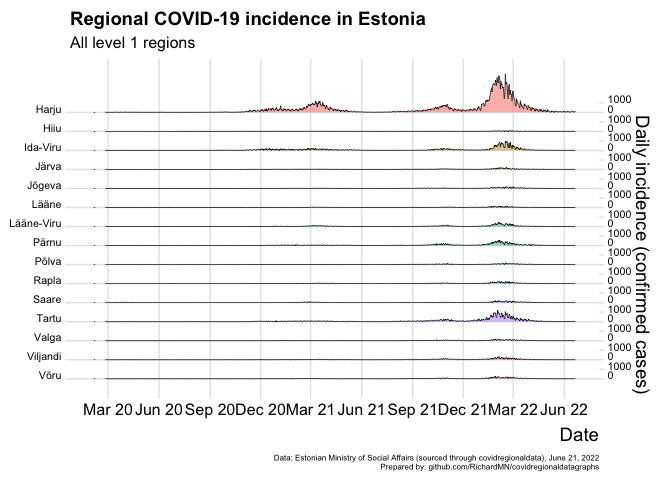 Regional COVID-19 incidence in Estonia
All level 1 regions
Harju
Hiiu
Ida-Viru
Järva
Jõgeva
Lääne
Lääne-Viru
Pärnu
Põlva
Rapla
Saare
Tartu
Valga
Viljandi
Võru
1000
0
1000
0
1000
0
1000
0
1000
0
1000
0
1000
0
1000
0
1000
0
1000
0
1000
0
1000
0
1000
0
1000
0
1000
0
Daily incidence (confirmed cases)
Mar 20 Jun 20 Sep 20 Dec 20 Mar 21 Jun 21 Sep 21 Dec 21 Mar 22 Jun 22
Date
Data: Estonian Ministry of Social Affairs (sourced through covidregionaldata), June 21, 2022
Prepared by: github.com/RichardMN/covidregionaldatagraphs